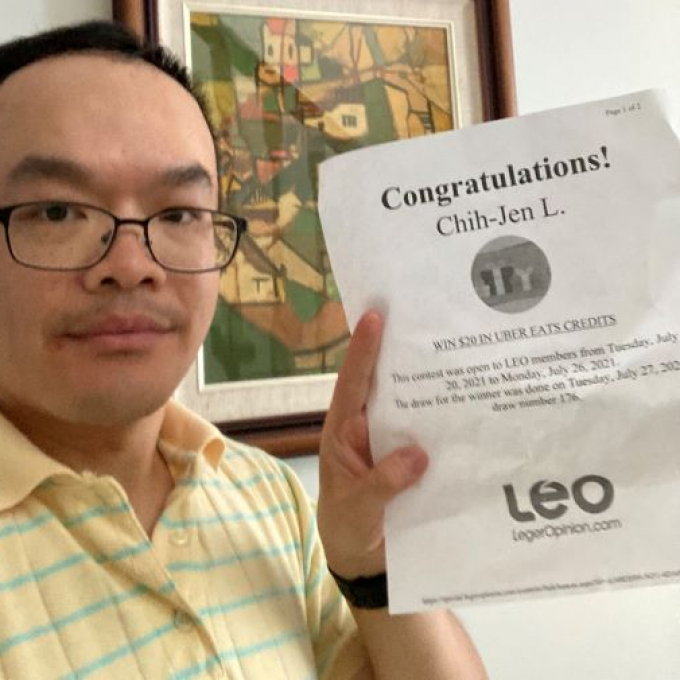 Page 1 of 2
Congratulations!
Chih-Jen L.
WIN $20 IN UBER EATS CREDITS
This contest was open to LEO members from Tuesday, July
20, 2021 to Monday, July 26, 2021.
The draw for the winner was done on Tuesday, July 27, 202
draw number 176.
Leo
LegerOpinion.com